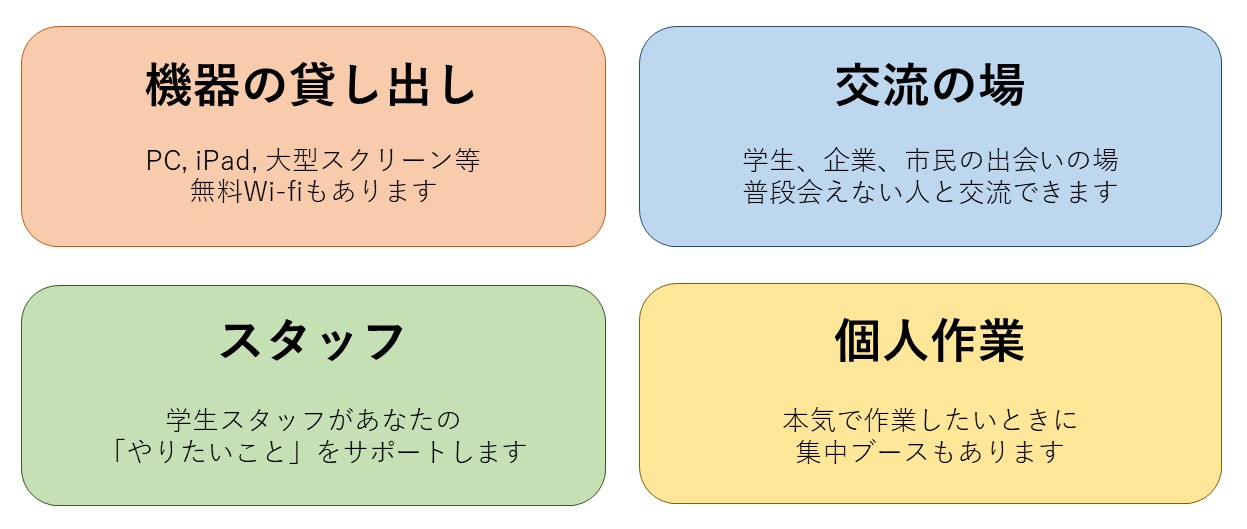 機器の貸し出し
PC, iPad, 大型スクリーン等
無料Wi-fiもあります
交流の場
学生、企業、市民の出会いの場
普段会えない人と交流できます
スタッフ
学生スタッフがあなたの
「やりたいこと」をサポートします
個人作業
本気で作業したいときに
集中ブースもあります